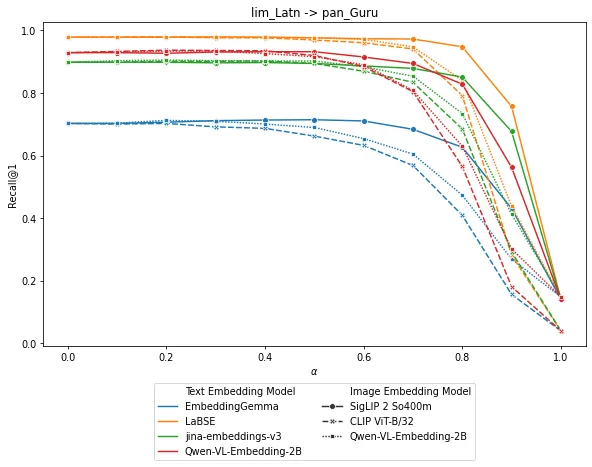 lim_Latn -> pan_Guru
Recall@1
1.0
0.8
0.6
0.4
0.2
0.0
0.0 0.2 0.4 0.6 0.8 1.0
α
Text Embedding Model Image Embedding Model
EmbeddingGemma SigLIP 2 So400m
LaBSE CLIP ViT-B/32
jina-embeddings-v3 Qwen-VL-Embedding-2B
Qwen-VL-Embedding-2B